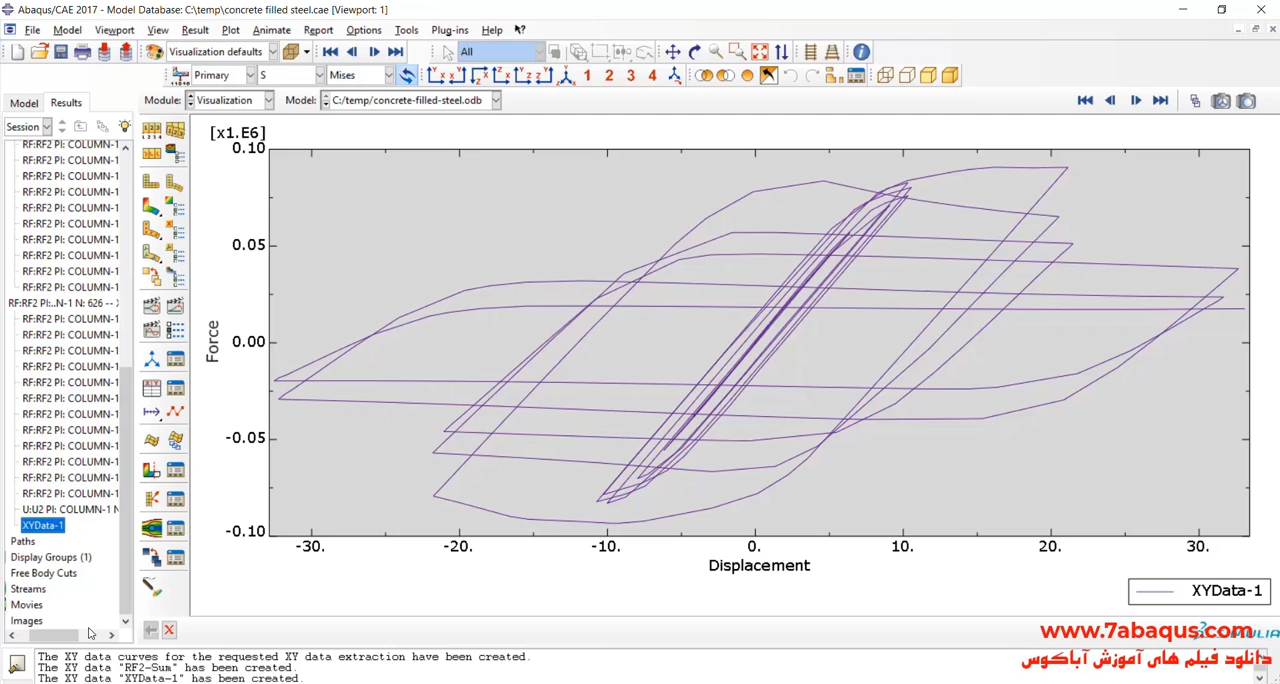 Abaqus/CAE 2017 - Model Database: C:\temp\concrete filled steel.cae [Viewport: 1]
File Model Viewport View Result Plot Animate Report Options Tools Plug-ins Help
Visualization defaults All
Primary S Mises 1 2 3 4
Model Results Module: Visualization Model: C:/temp/concrete-filled-steel.odb
Session
RF:RF2 PI: COLUMN-1
RF:RF2 PI: COLUMN-1
RF:RF2 PI: COLUMN-1
RF:RF2 PI: COLUMN-1
RF:RF2 PI: COLUMN-1
RF:RF2 PI: COLUMN-1
RF:RF2 PI: COLUMN-1
RF:RF2 PI: COLUMN-1
RF:RF2 PI: COLUMN-1
RF:RF2 PI: COLUMN-1
RF:RF2 PI:...N-1 N: 626 -- X
RF:RF2 PI: COLUMN-1
RF:RF2 PI: COLUMN-1
RF:RF2 PI: COLUMN-1
RF:RF2 PI: COLUMN-1
RF:RF2 PI: COLUMN-1
RF:RF2 PI: COLUMN-1
RF:RF2 PI: COLUMN-1
RF:RF2 PI: COLUMN-1
RF:RF2 PI: COLUMN-1
RF:RF2 PI: COLUMN-1
RF:RF2 PI: COLUMN-1
RF:RF2 PI: COLUMN-1
U:U2 PI: COLUMN-1 N
XYData-1
Paths
Display Groups (1)
Free Body Cuts
Streams
Movies
Images
[x1.E6]
0.10
0.05
0.00
-0.05
-0.10
Force
-30. -20. -10. 0. 10. 20. 30.
Displacement
XYData-1
www.7abaqus.com
دانلود فیلم های آموزش آباکوس
The XY data curves for the requested XY data extraction have been created.
The XY data "RF2-Sum" has been created.
The XY data "XYData-1" has been created.